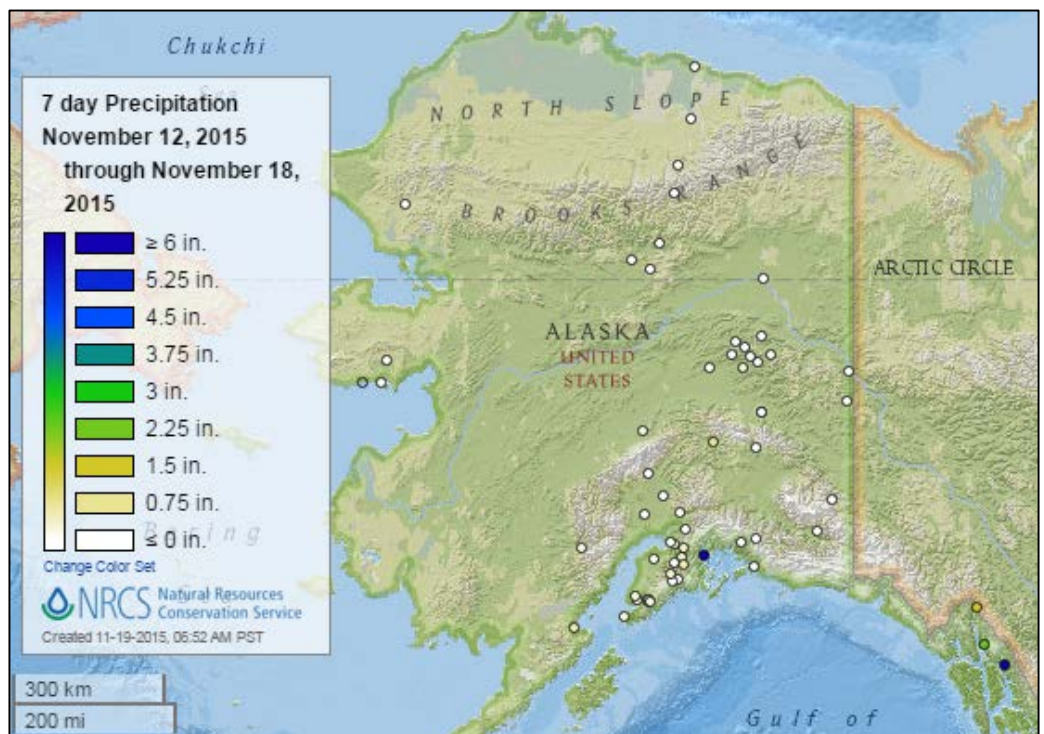 Chukchi
Sea
7 day Precipitation
November 12, 2015
through November 18,
2015
≥ 6 in.
5.25 in.
4.5 in.
3.75 in.
3 in.
2.25 in.
1.5 in.
0.75 in.
≤ 0 in.
Bering
Change Color Set
NRCS Natural Resources
Conservation Service
Created 11-19-2015, 06:52 AM PST
300 km
200 mi
NORTH SLOPE
BROOKS RANGE
ARCTIC CIRCLE
ALASKA
UNITED
STATES
Gulf of